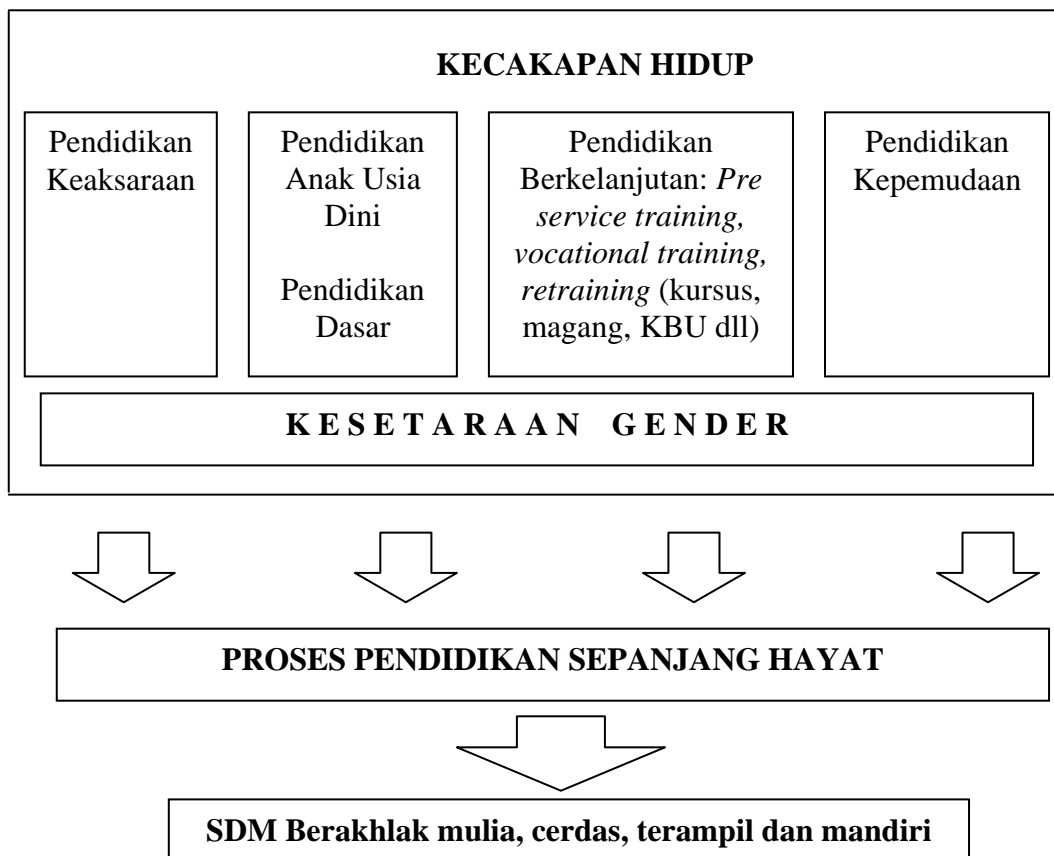 KECAKAPAN HIDUP
Pendidikan
Keaksaraan
Pendidikan
Anak Usia
Dini
Pendidikan
Dasar
Pendidikan
Berkelanjutan: Pre
service training,
vocational training,
retraining (kursus,
magang, KBU dll)
Pendidikan
Kepemudaan
K E S E T A R A A N G E N D E R
PROSES PENDIDIKAN SEPANJANG HAYAT
SDM Berakhlak mulia, cerdas, terampil dan mandiri